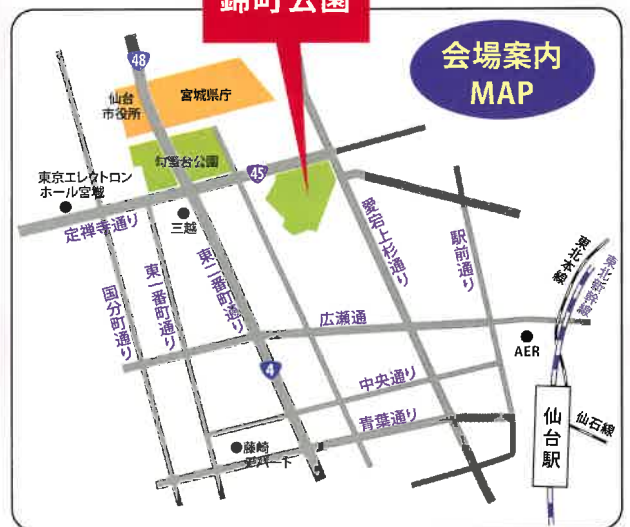 錦町公園
会場案内
MAP
48
仙台
市役所
宮城県庁
勾当台公園
45
東京エレクトロン
ホール宮城
定禅寺通り
三越
国分町通り
東一番町通り
東二番町通り
愛宕上杉通り
駅前通り
東北本線
東北新幹線
広瀬通
AER
4
中央通り
青葉通り
藤崎
デパート
仙台駅
仙石線